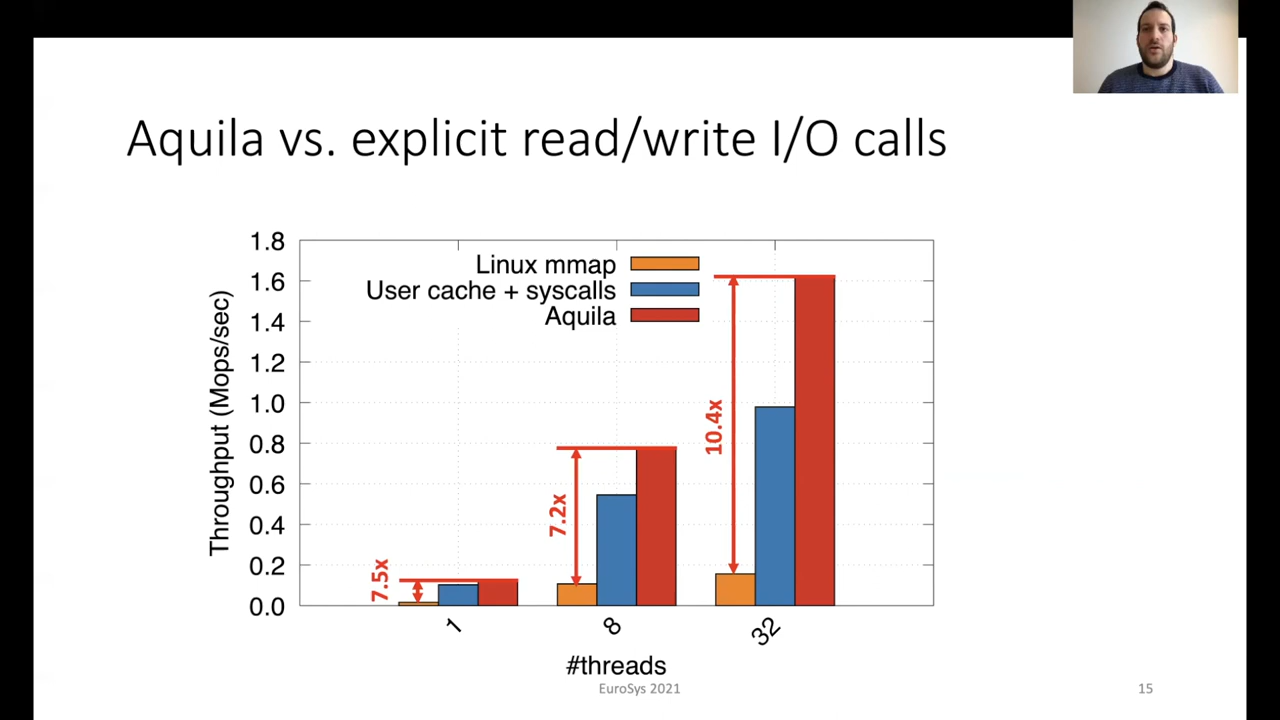 Aquila vs. explicit read/write I/O calls
1.8
1.6
1.4
1.2
1.0
0.8
0.6
0.4
0.2
0.0
Throughput (Mops/sec)
Linux mmap
User cache + syscalls
Aquila
7.5x
7.2x
10.4x
1
8
32
#threads
EuroSys 2021
15